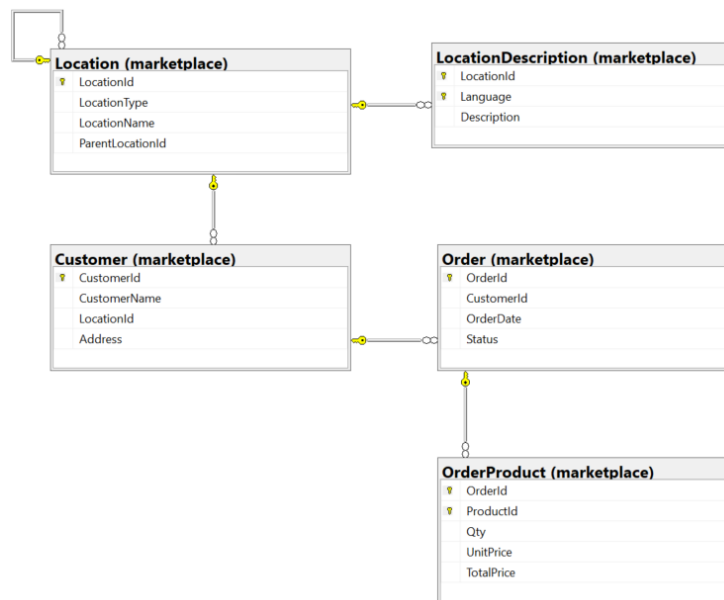 Location (marketplace)
LocationId
LocationType
LocationName
ParentLocationId
LocationDescription (marketplace)
LocationId
Language
Description
Customer (marketplace)
CustomerId
CustomerName
LocationId
Address
Order (marketplace)
OrderId
CustomerId
OrderDate
Status
OrderProduct (marketplace)
OrderId
ProductId
Qty
UnitPrice
TotalPrice